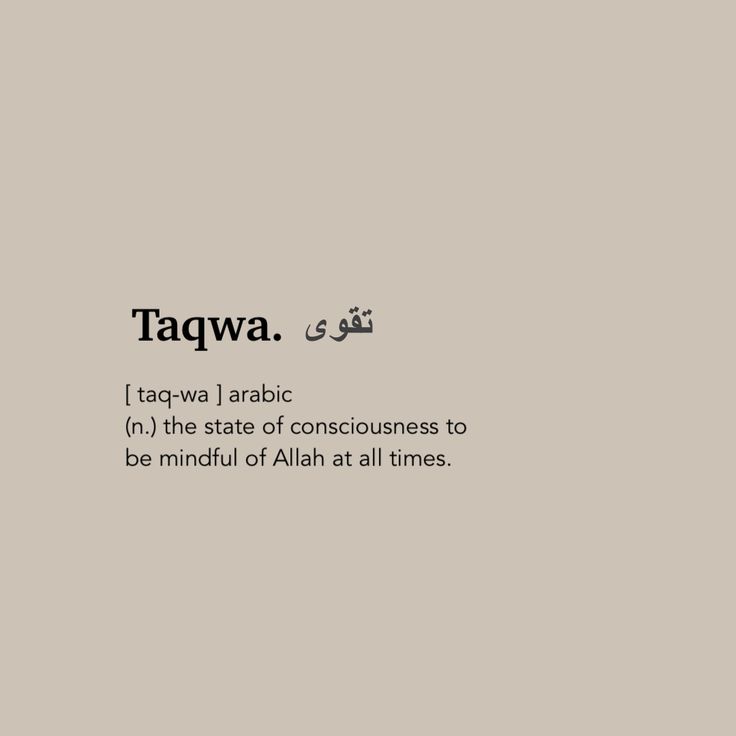 Taqwa. تقوى
[ taq-wa ] arabic
(n.) the state of consciousness to
be mindful of Allah at all times.